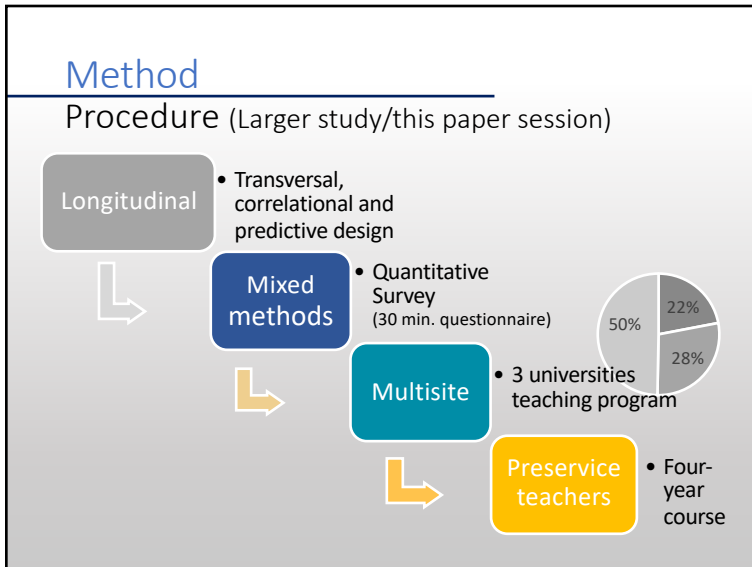 Method
Procedure (Larger study/this paper session)
Longitudinal
• Transversal,
correlational and
predictive design
Mixed
methods
• Quantitative
Survey
(30 min. questionnaire)
50%
22%
28%
Multisite
• 3 universities
teaching program
Preservice
teachers
• Four-
year
course